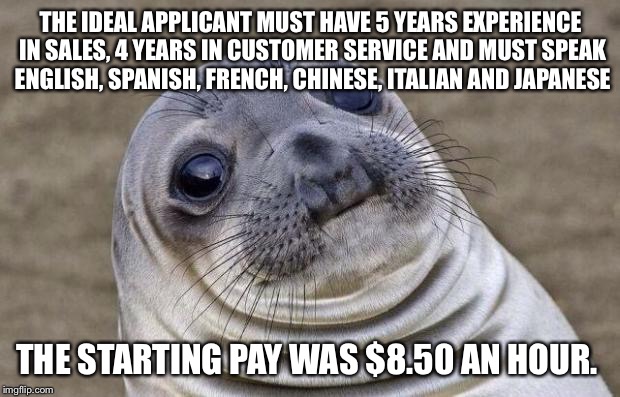 THE IDEAL APPLICANT MUST HAVE 5 YEARS EXPERIENCE
IN SALES, 4 YEARS IN CUSTOMER SERVICE AND MUST SPEAK
ENGLISH, SPANISH, FRENCH, CHINESE, ITALIAN AND JAPANESE
THE STARTING PAY WAS $8.50 AN HOUR.
imgflip.com